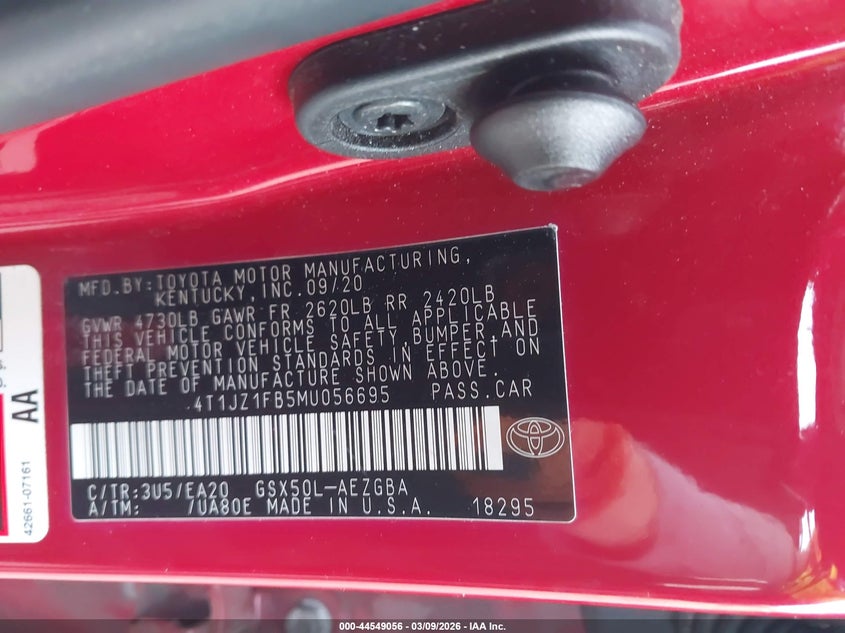 MFD.BY:TOYOTA MOTOR MANUFACTURING,
KENTUCKY, INC.09/20
GVWR 4730LB GAWR FR 2620LB RR 2420LB
THIS VEHICLE CONFORMS TO ALL APPLICABLE
FEDERAL MOTOR VEHICLE SAFETY, BUMPER, AND
THEFT PREVENTION STANDARDS IN EFFECT ON
THE DATE OF MANUFACTURE SHOWN ABOVE.
4T1JZ1FB5MU056695 PASS.CAR
C/TR:3U5/EA20 GSX50L-AEZGBA
A/TM: /UA80E MADE IN U.S.A. 18295
AA
42661-07161
000-44549056 - 03/09/2026 - IAA Inc.